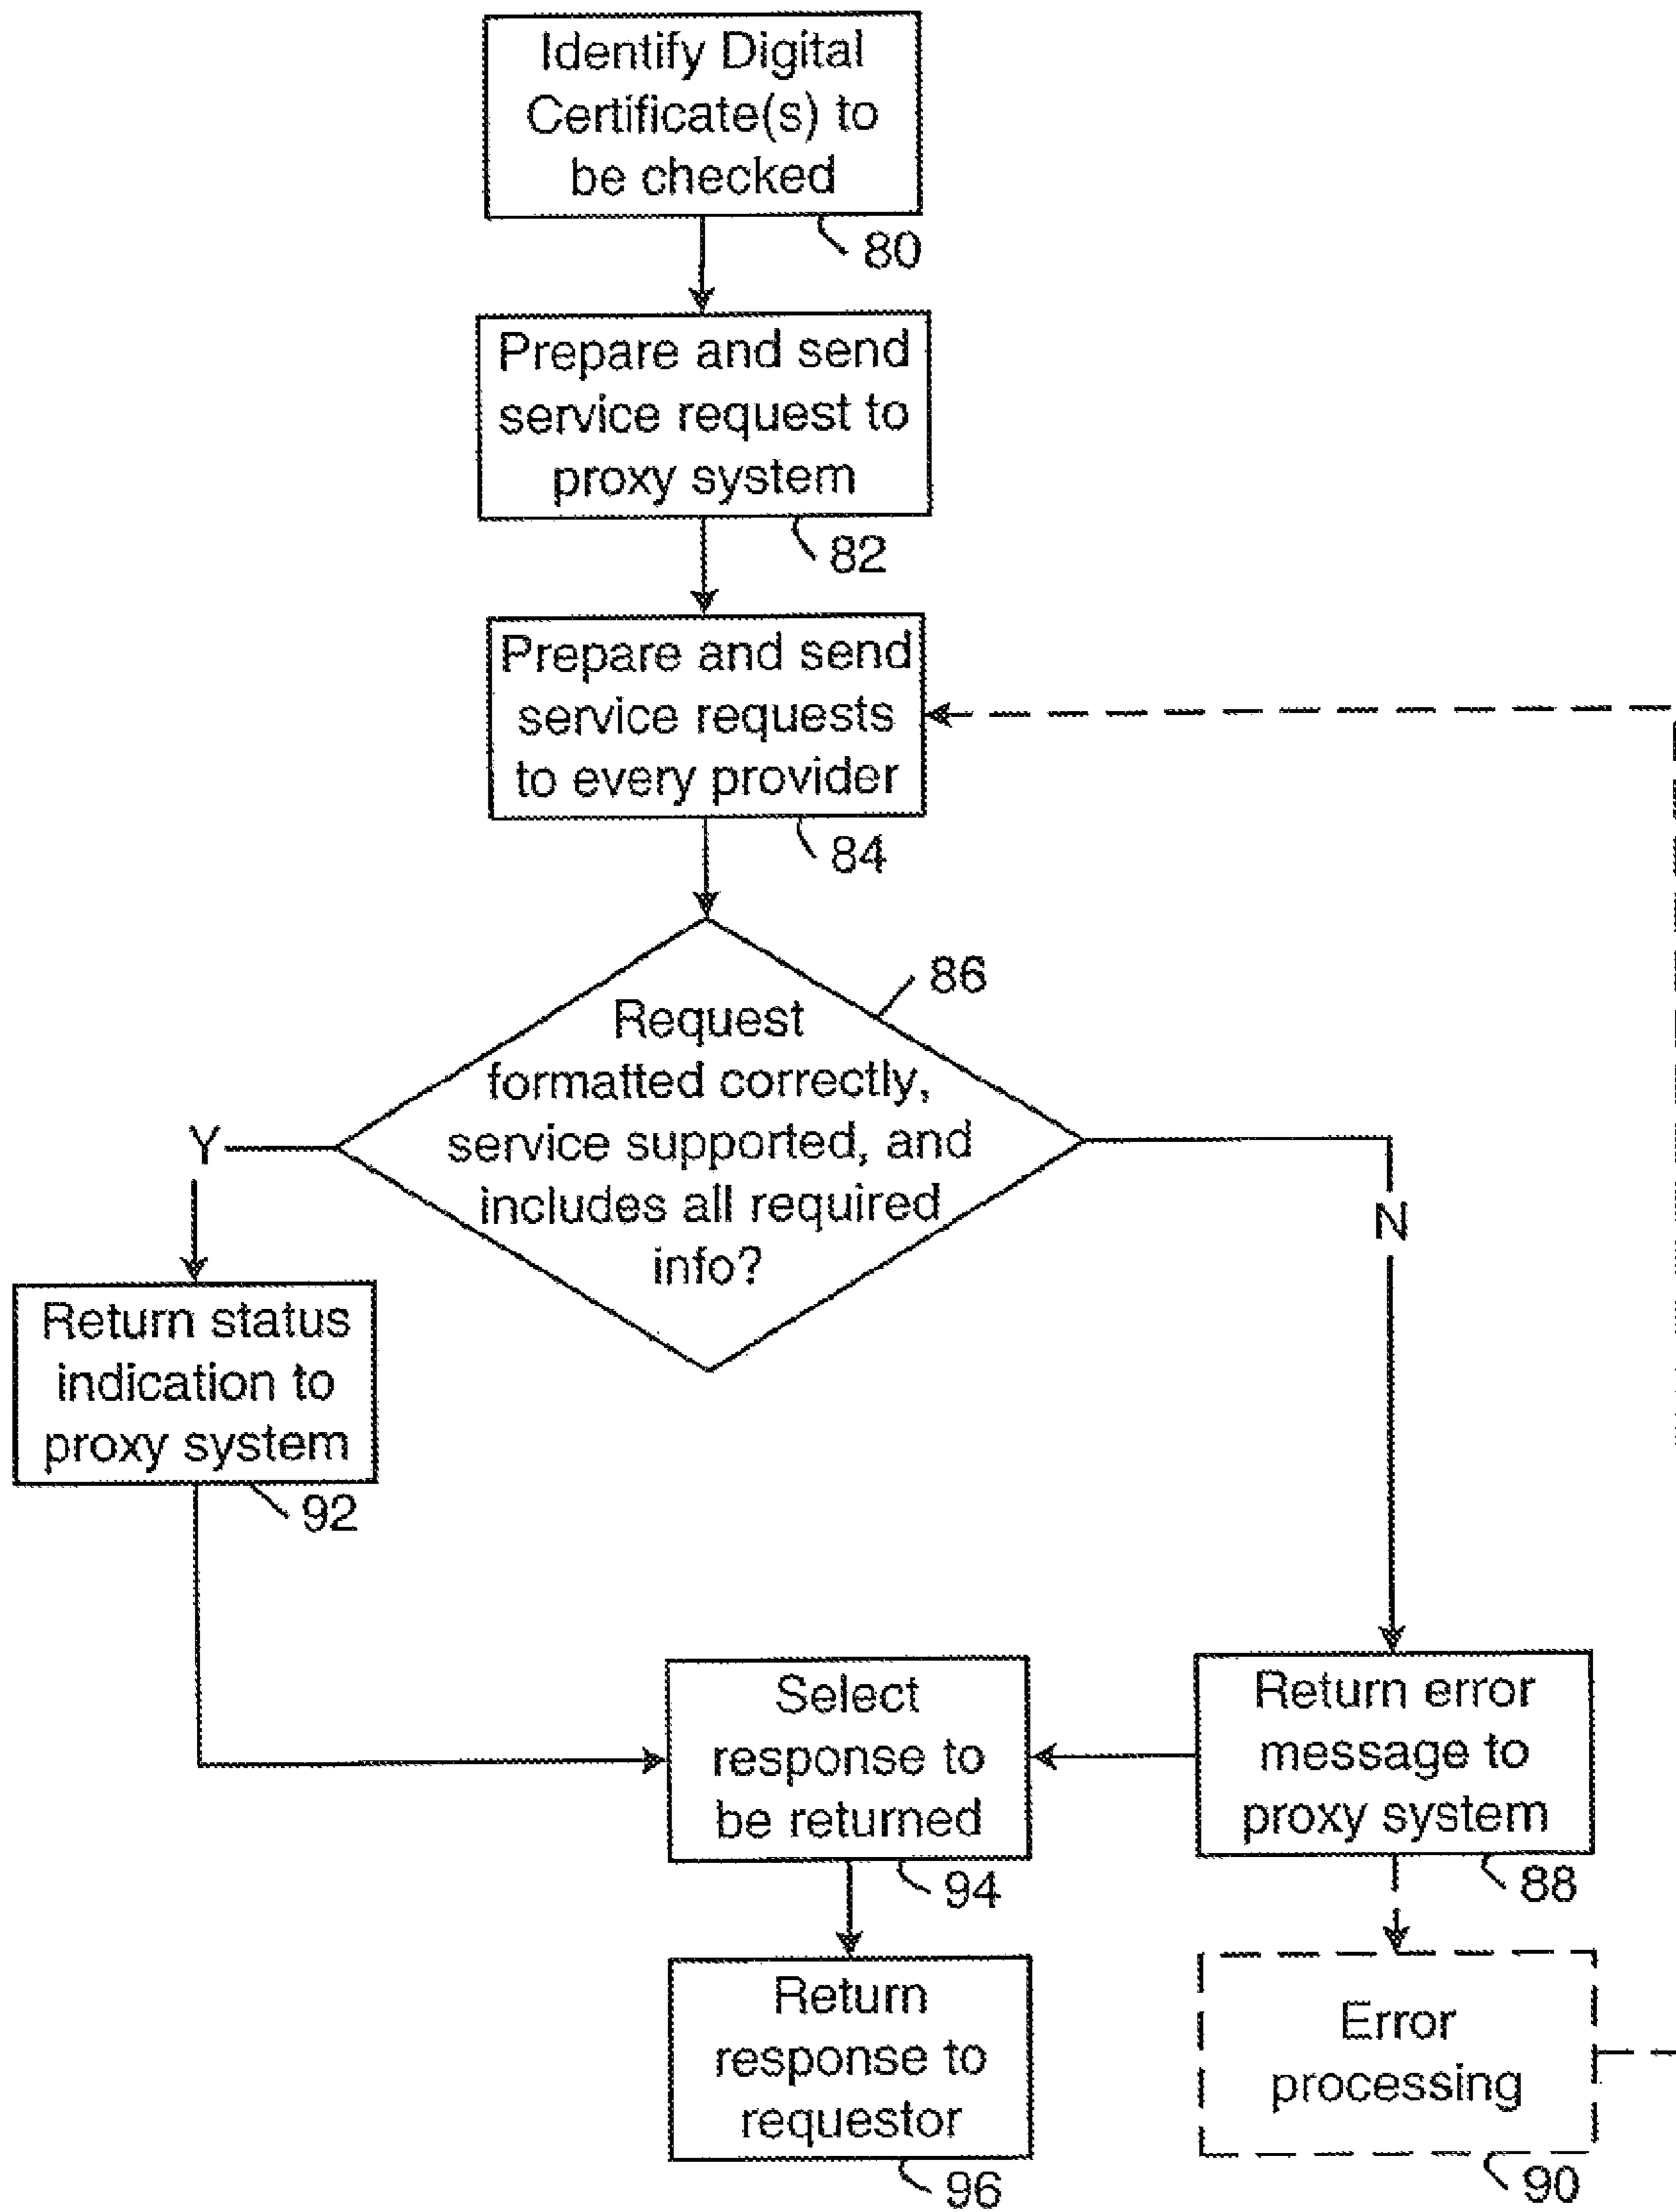 Identify Digital
Certificate(s) to
be checked
80
Prepare and send
service request to
proxy system
82
Prepare and send
service requests
to every provider
84
86
Request
formatted correctly,
service supported, and
includes all required
info?
Y
N
Return status
indication to
proxy system
92
Select
response to
be returned
94
Return error
message to
proxy system
88
Return
response to
requestor
96
Error
processing
90